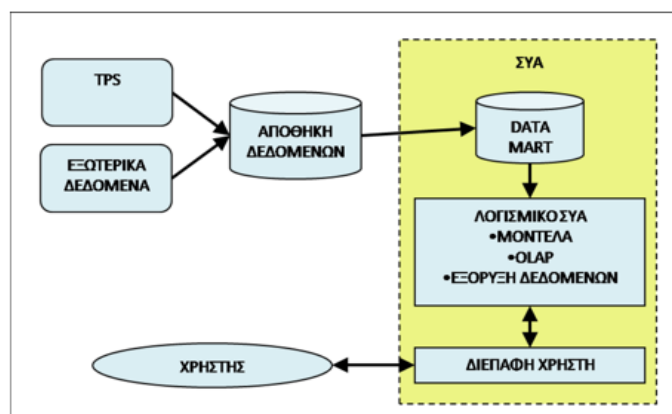 TPS
ΕΞΩΤΕΡΙΚΑ
ΔΕΔΟΜΕΝΑ
ΑΠΟΘΗΚΗ
ΔΕΔΟΜΕΝΩΝ
ΣΥΑ
DATA
MART
ΛΟΓΙΣΜΙΚΟ ΣΥΑ
•ΜΟΝΤΕΛΑ
•OLAP
•ΕΞΟΡΥΞΗ ΔΕΔΟΜΕΝΩΝ
ΧΡΗΣΤΗΣ
ΔΙΕΠΑΦΗ ΧΡΗΣΤΗ